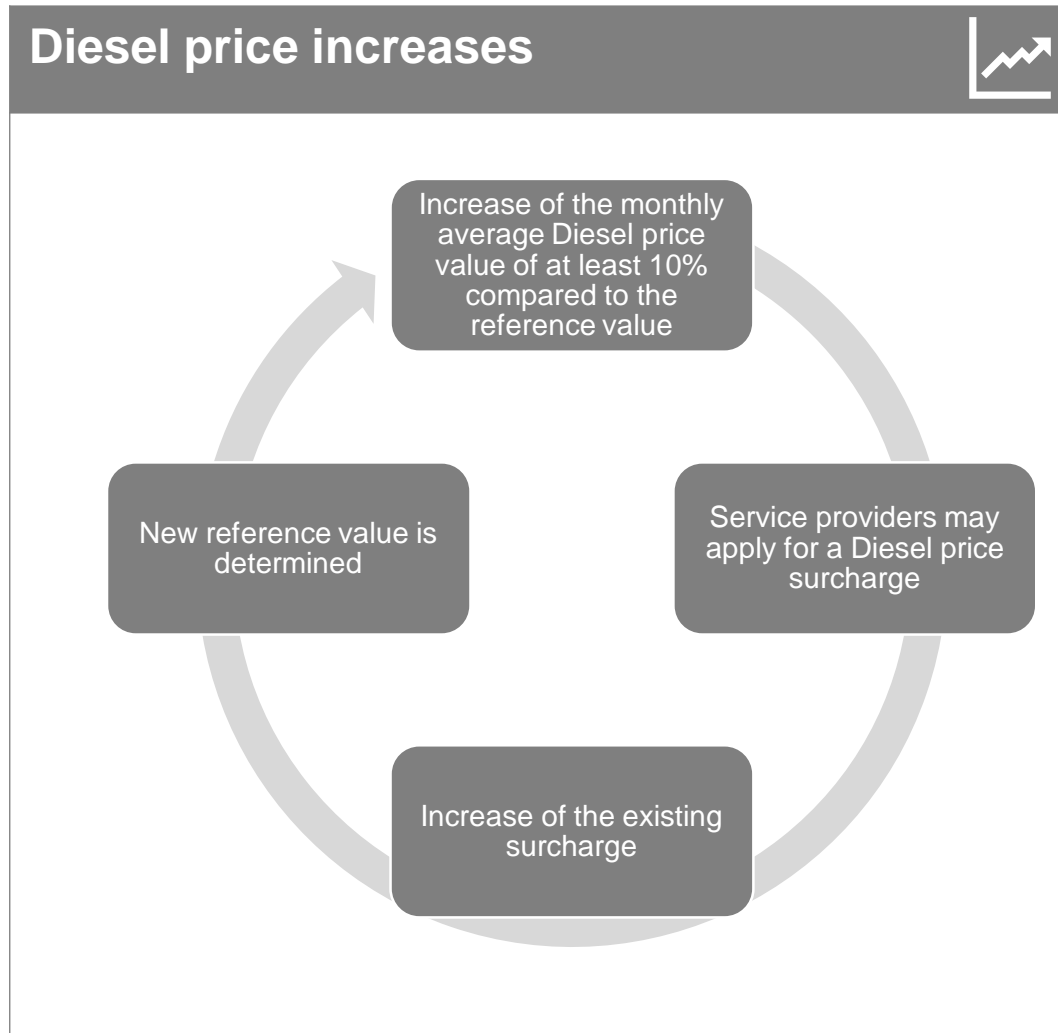 Diesel price increases
Increase of the monthly
average Diesel price
value of at least 10%
compared to the
reference value
Service providers may
apply for a Diesel price
surcharge
Increase of the existing
surcharge
New reference value is
determined